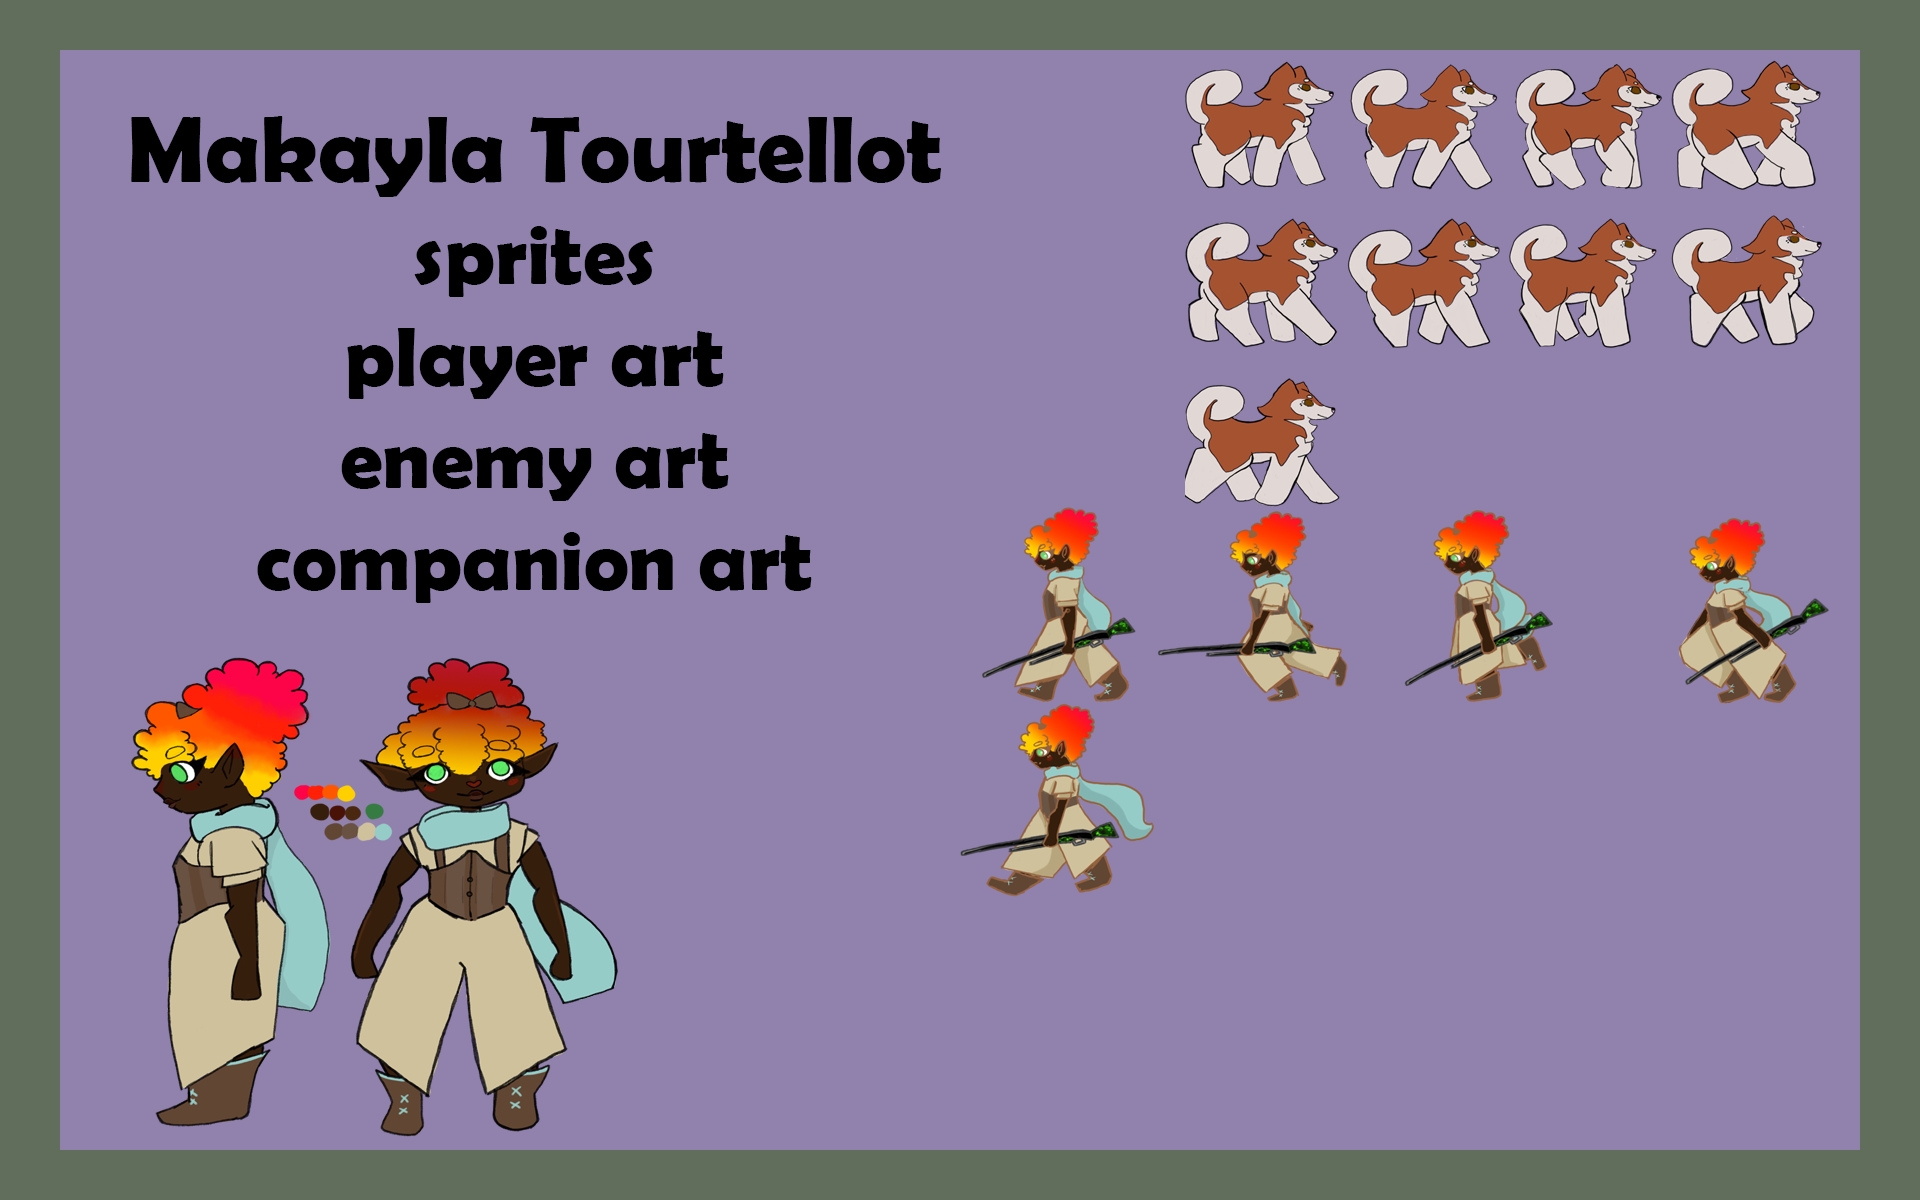 Makayla Tourtellot
sprites
player art
enemy art
companion art